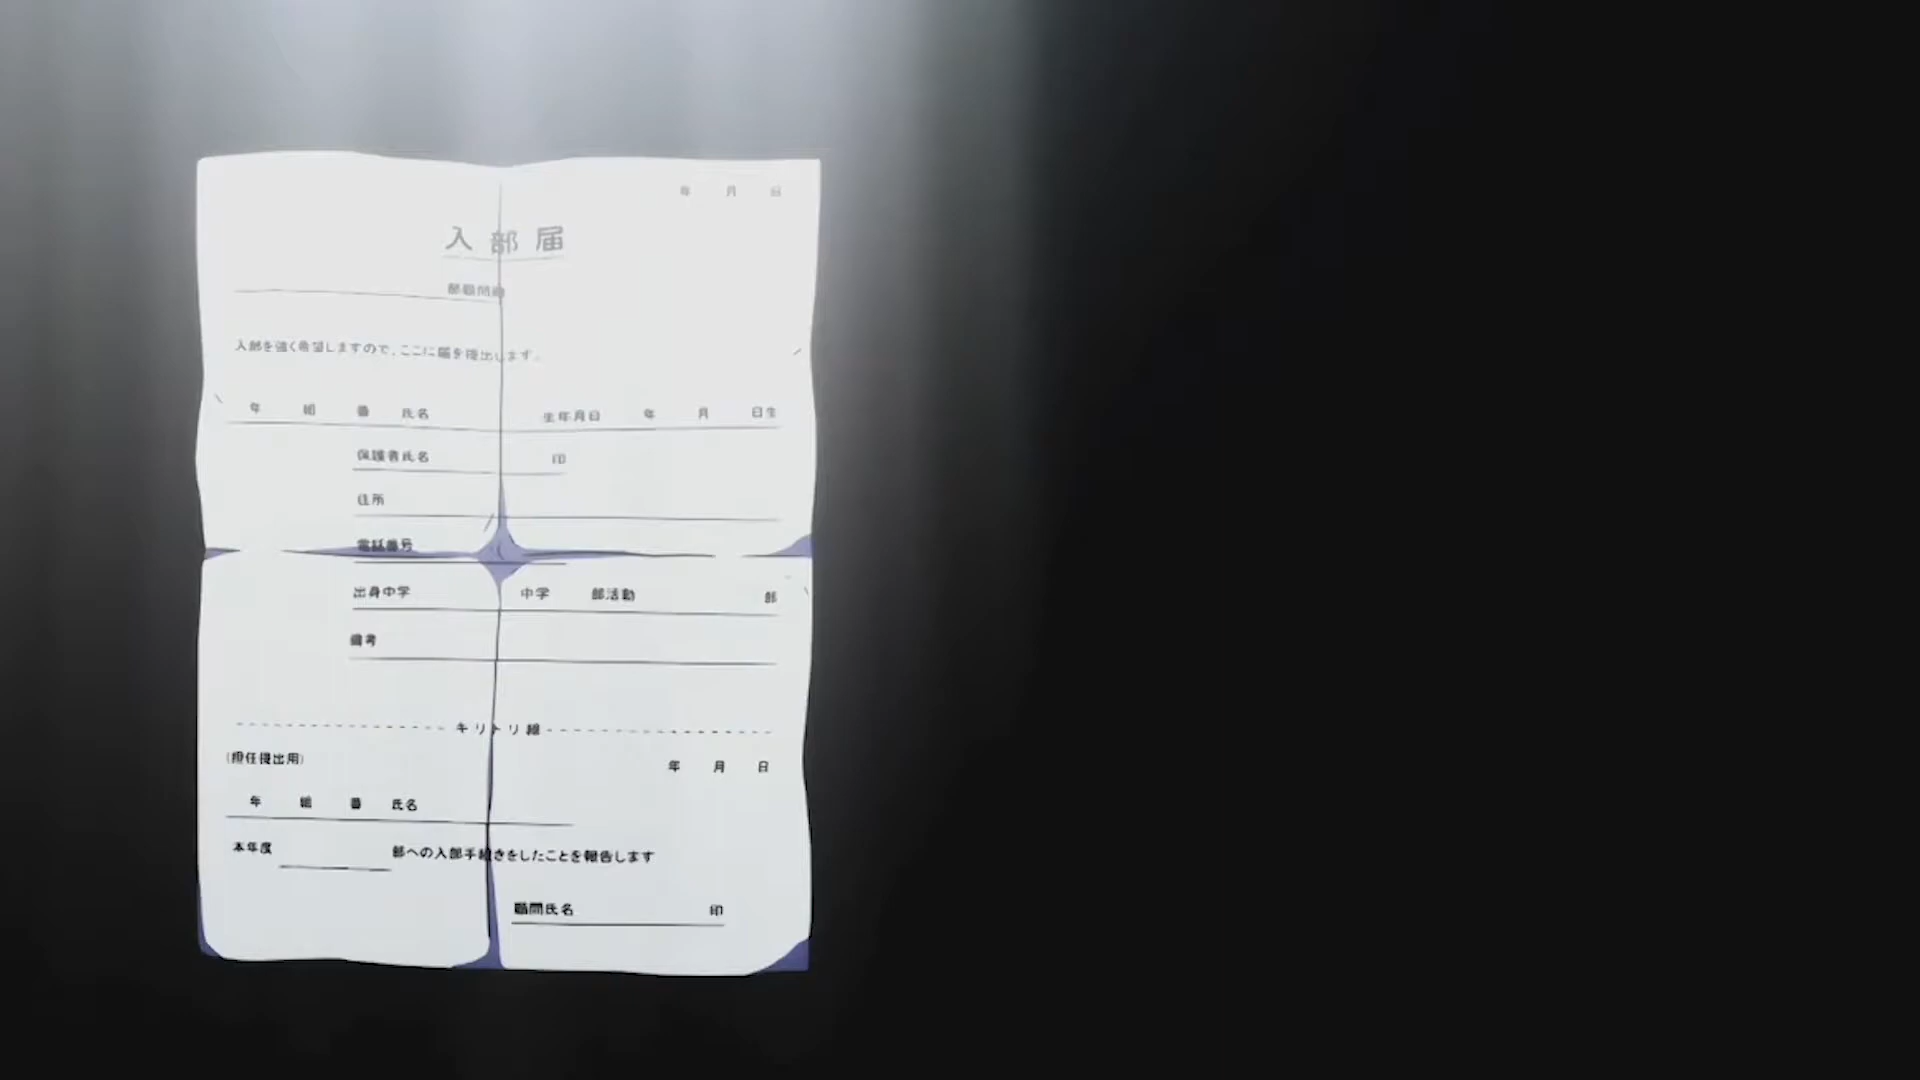 年 月 日
入部届
部顧問殿
入部を強く希望しますので、ここに届を提出します。
年 組 番 氏名 生年月日 年 月 日生
保護者氏名 印
住所
電話番号
出身中学 中学 部活動 部
備考
キリトリ線
(担任提出用)
年 月 日
年 組 番 氏名
本年度 部への入部手続きをしたことを報告します
顧問氏名 印